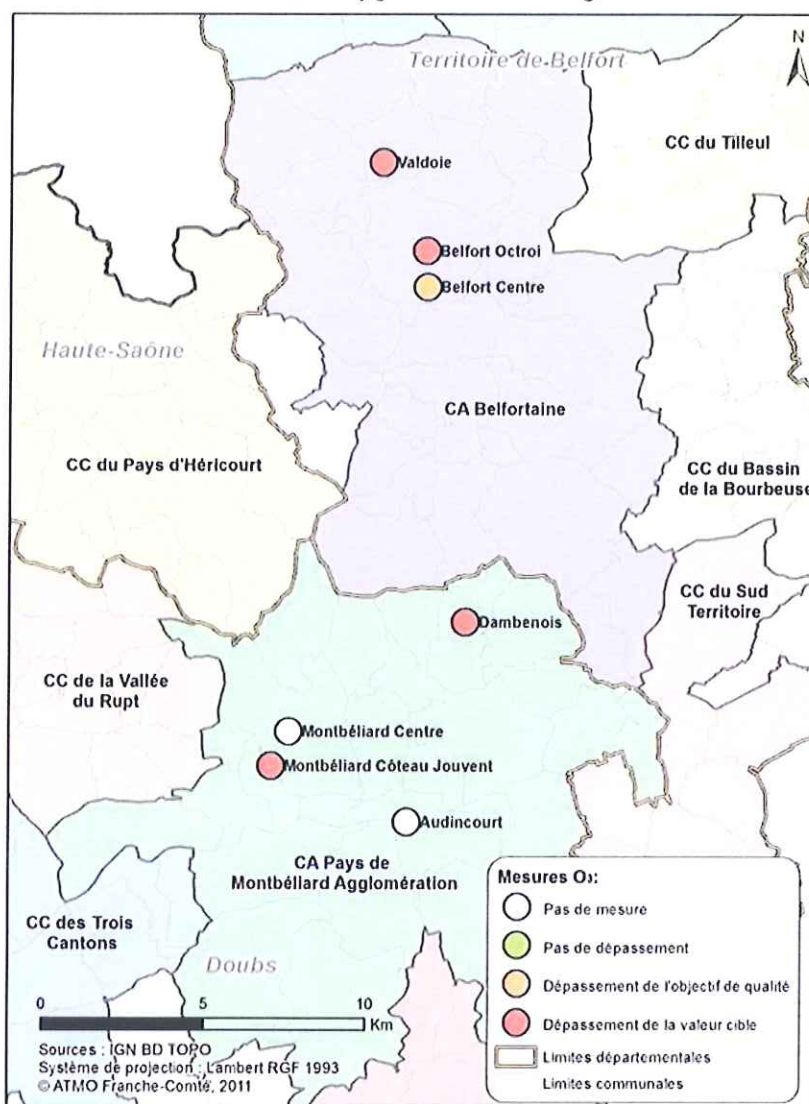 Territoire de Belfort
N
CC du Tilleul
Valdoie
Belfort Octroi
Belfort Centre
Haute-Saône
CA Belfortaine
CC du Pays d'Héricourt
CC du Bassin
de la Bourbeuse
CC du Sud
Territoire
Dambenois
CC de la Vallée
du Rupt
Montbéliard Centre
Montbéliard Côteau Jouvent
Audincourt
CA Pays de
Montbéliard Agglomération
CC des Trois
Cantons
Doubs
Mesures O3:
Pas de mesure
Pas de dépassement
Dépassement de l'objectif de qualité
Dépassement de la valeur cible
Limites départementales
Limites communales
0 5 10
Km
Sources : IGN BD TOPO
Système de projection : Lambert RGF 1993
© ATMO Franche-Comté, 2011